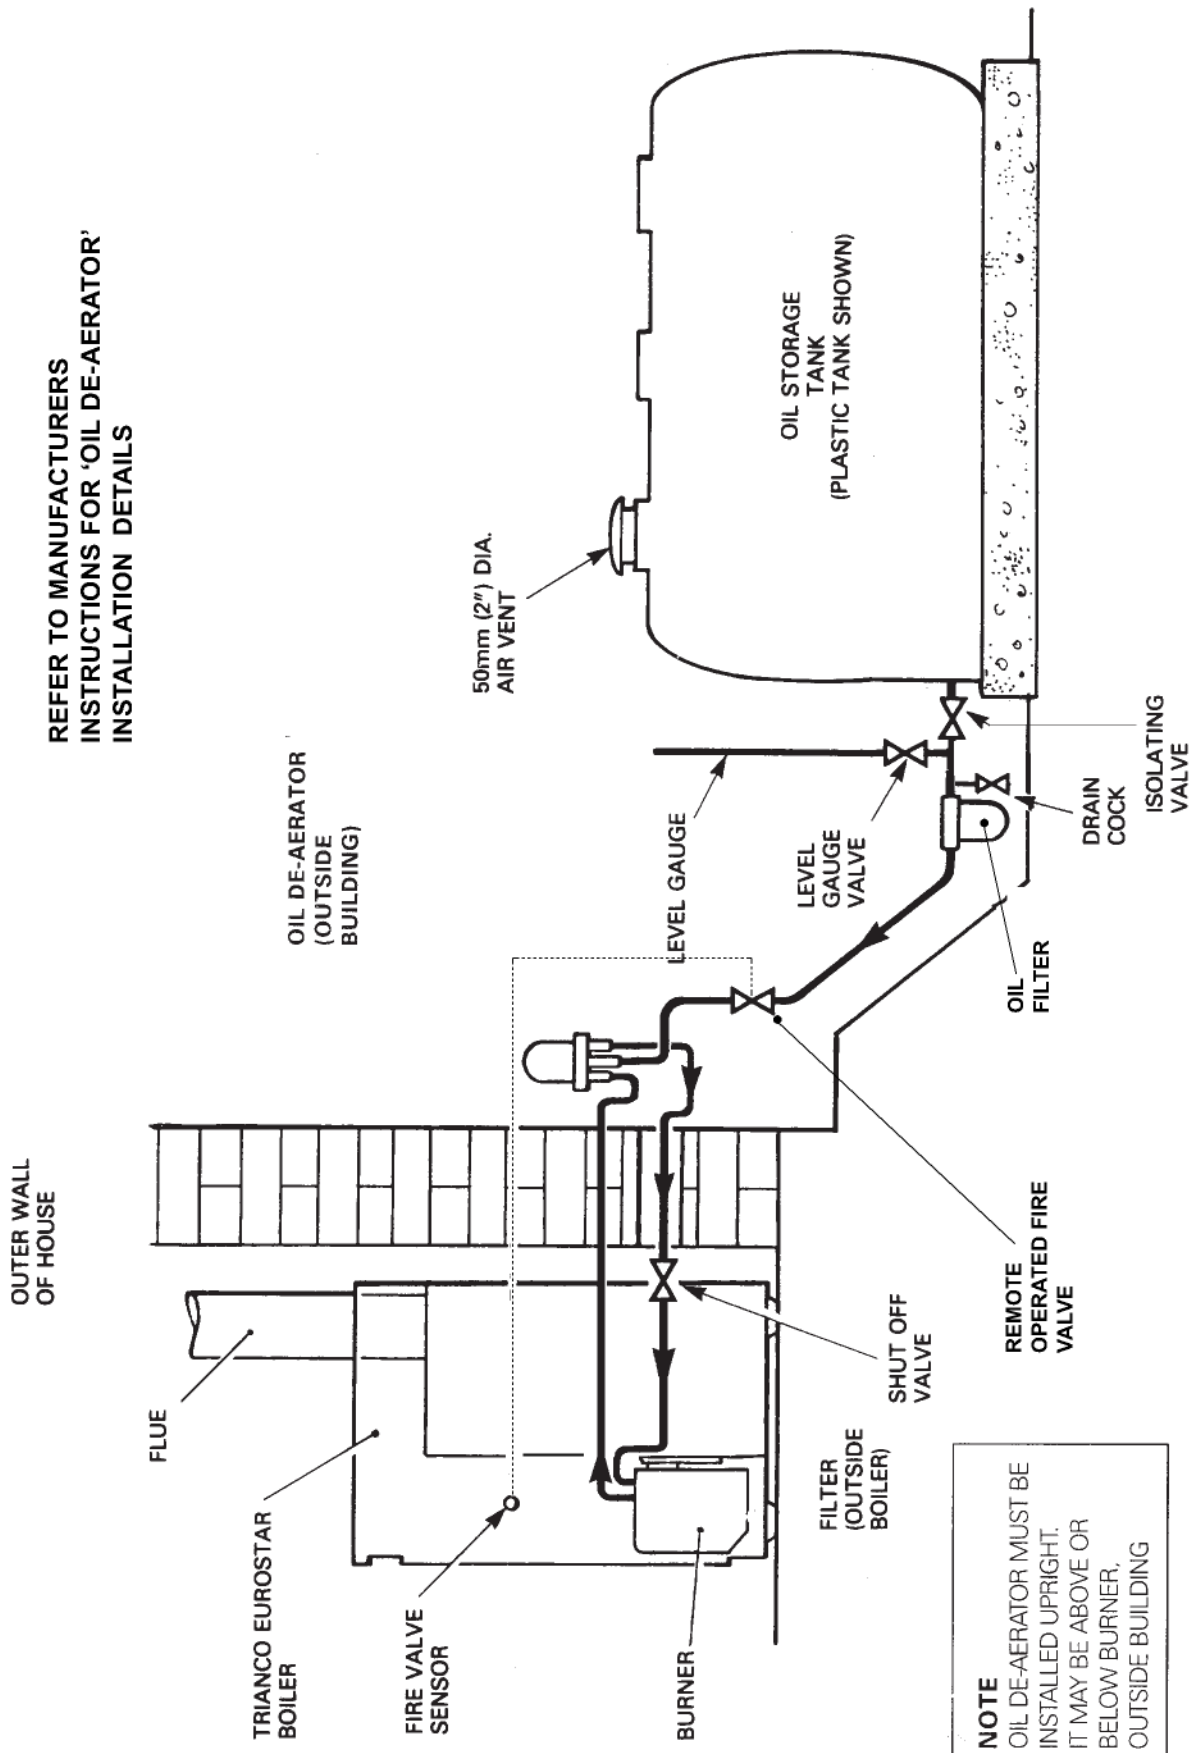 REFER TO MANUFACTURERS
INSTRUCTIONS FOR ‘OIL DE-AERATOR’
INSTALLATION DETAILS
OUTER WALL
OF HOUSE
FLUE
TRIANCO EUROSTAR
BOILER
FIRE VALVE
SENSOR
BURNER
OIL DE-AERATOR
(OUTSIDE
BUILDING)
50mm (2″) DIA.
AIR VENT
LEVEL GAUGE
OIL STORAGE
TANK
(PLASTIC TANK SHOWN)
LEVEL
GAUGE
VALVE
FILTER
(OUTSIDE
BOILER)
SHUT OFF
VALVE
REMOTE
OPERATED FIRE
VALVE
OIL
FILTER
DRAIN
COCK
ISOLATING
VALVE
NOTE
OIL DE-AERATOR MUST BE
INSTALLED UPRIGHT.
IT MAY BE ABOVE OR
BELOW BURNER,
OUTSIDE BUILDING